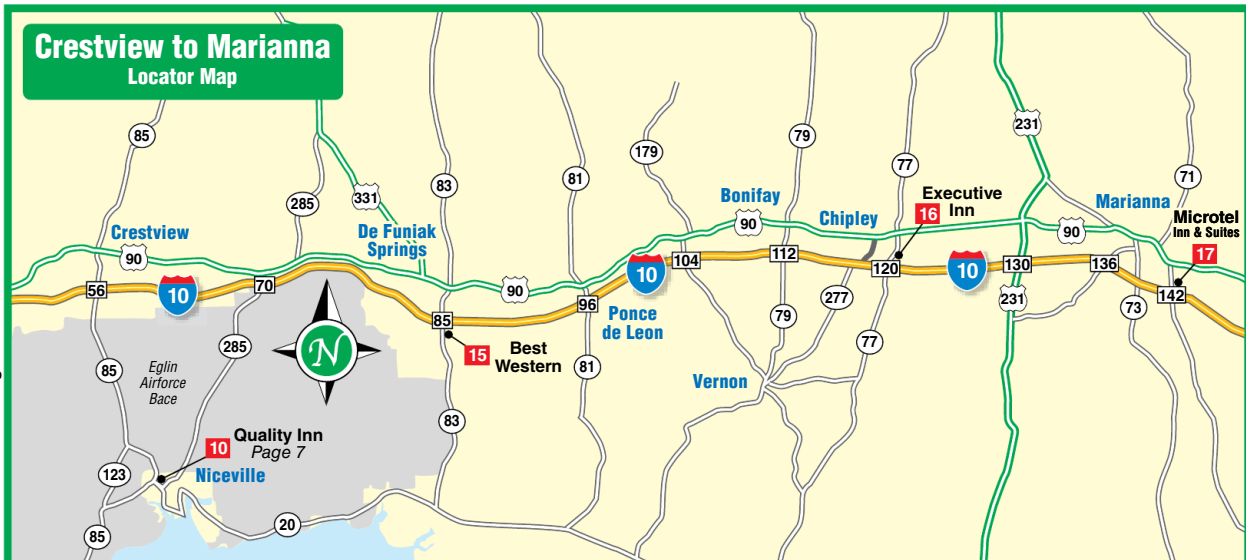 Crestview to Marianna
Locator Map
85
331
285
83
81
179
79
77
231
71
Crestview
90
De Funiak
Springs
Bonifay
90
Chipley
Executive
16 Inn
Marianna
90
Microtel
Inn & Suites
17
56
10
70
90
85
96
10
104
112
120
10
130
136
142
Ponce
de Leon
277
79
231
73
77
285
N
15 Best
Western
81
85
Eglin
Airforce
Bace
Vernon
83
10 Quality Inn
Page 7
Niceville
123
20
85